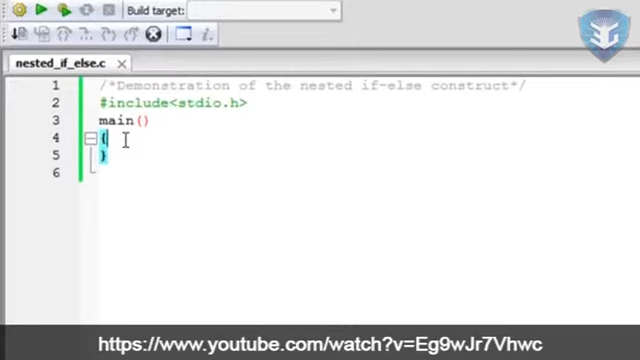 Build target:
nested_if_else.c
1 /*Demonstration of the nested if-else construct*/
2 #include<stdio.h>
3 main()
4 {
5 }
6
https://www.youtube.com/watch?v=Eg9wJr7Vhwc